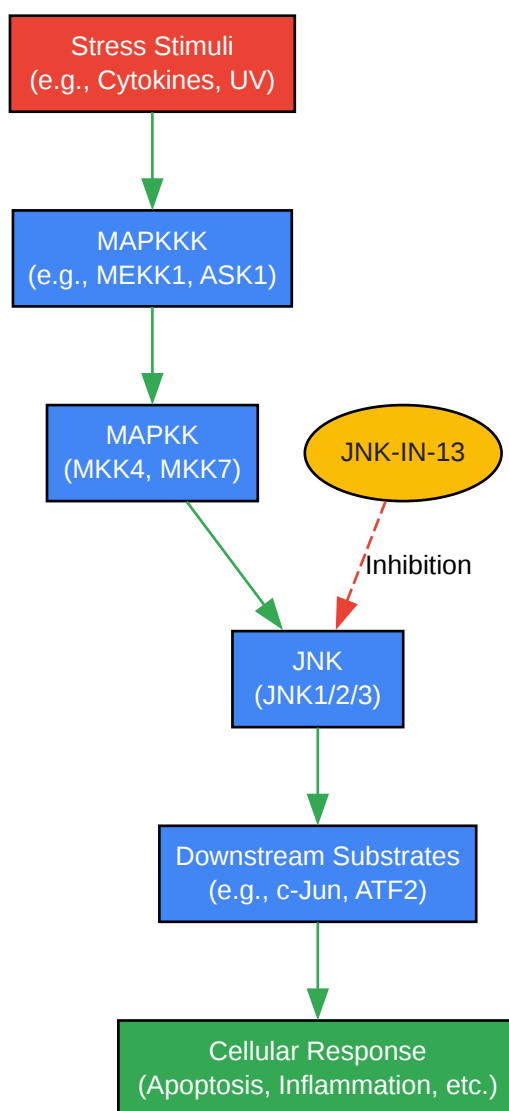 Stress Stimuli
(e.g., Cytokines, UV)
MAPKKK
(e.g., MEKK1, ASK1)
MAPKK
(MKK4, MKK7)
JNK-IN-13
Inhibition
JNK
(JNK1/2/3)
Downstream Substrates
(e.g., c-Jun, ATF2)
Cellular Response
(Apoptosis, Inflammation, etc.)